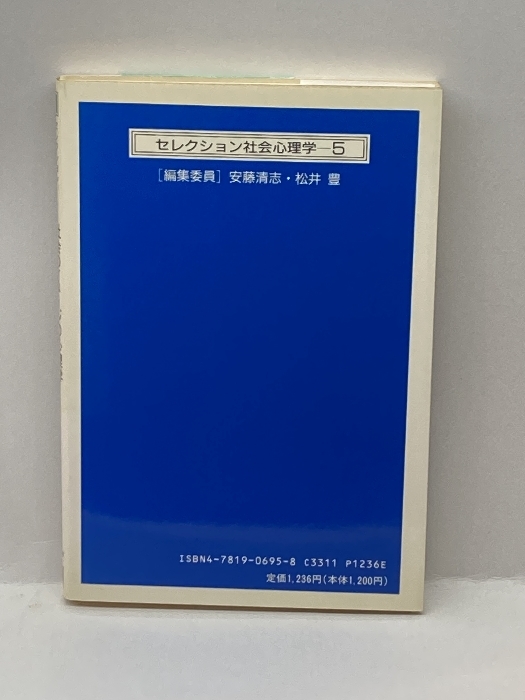 セレクション社会心理学—5
［編集委員］安藤清志・松井 豊
ISBN4-7819-0695-8 C3311 P1236E
定価1,236円(本体1,200円)